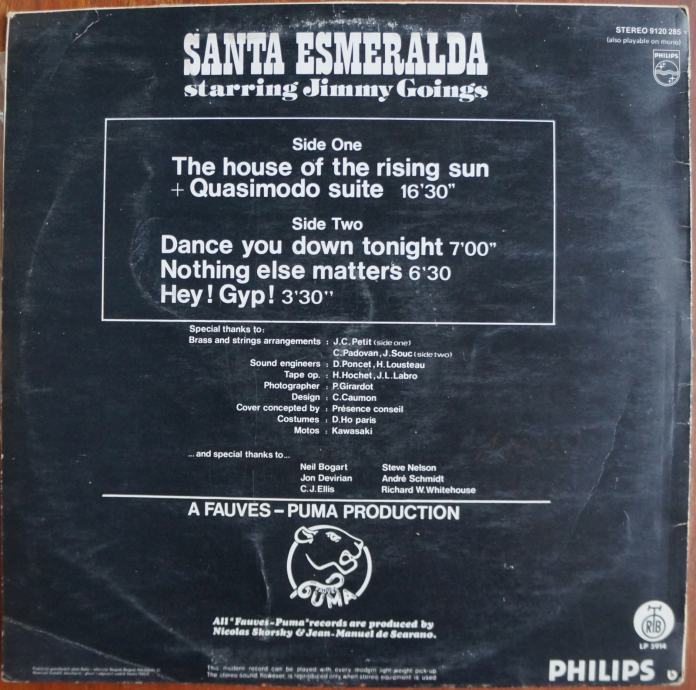 SANTA ESMERALDA
starring Jimmy Goings
STEREO 9120 285
(also playable on mono)
PHILIPS
Side One
The house of the rising sun
+ Quasimodo suite 16'30"
Side Two
Dance you down tonight 7'00"
Nothing else matters 6'30
Hey! Gyp! 3'30''
Special thanks to:
Brass and strings arrangements : J.C.Petit (side one)
C.Padovan, J.Souc (side two)
Sound engineers : D.Poncet, H.Lousteau
Tape op. : H.Hochet, J.L.Labro
Photographer : P.Girardot
Design : C.Caumon
Cover concepted by : Présence conseil
Costumes : D.Ho paris
Motos : Kawasaki
...and special thanks to...
Neil Bogart Steve Nelson
Jon Devirian André Schmidt
C.J.Ellis Richard W.Whitehouse
A FAUVES-PUMA PRODUCTION
FAUVES
PUMA
All "Fauves-Puma" records are produced by
Nicolas Skorsky & Jean-Manuel de Scarano.
RTB
LP 5914
This modern record can be played with every modern light-weight pick-up.
The stereo sound, however, is reproduced only when stereo equipment is used
PHILIPS